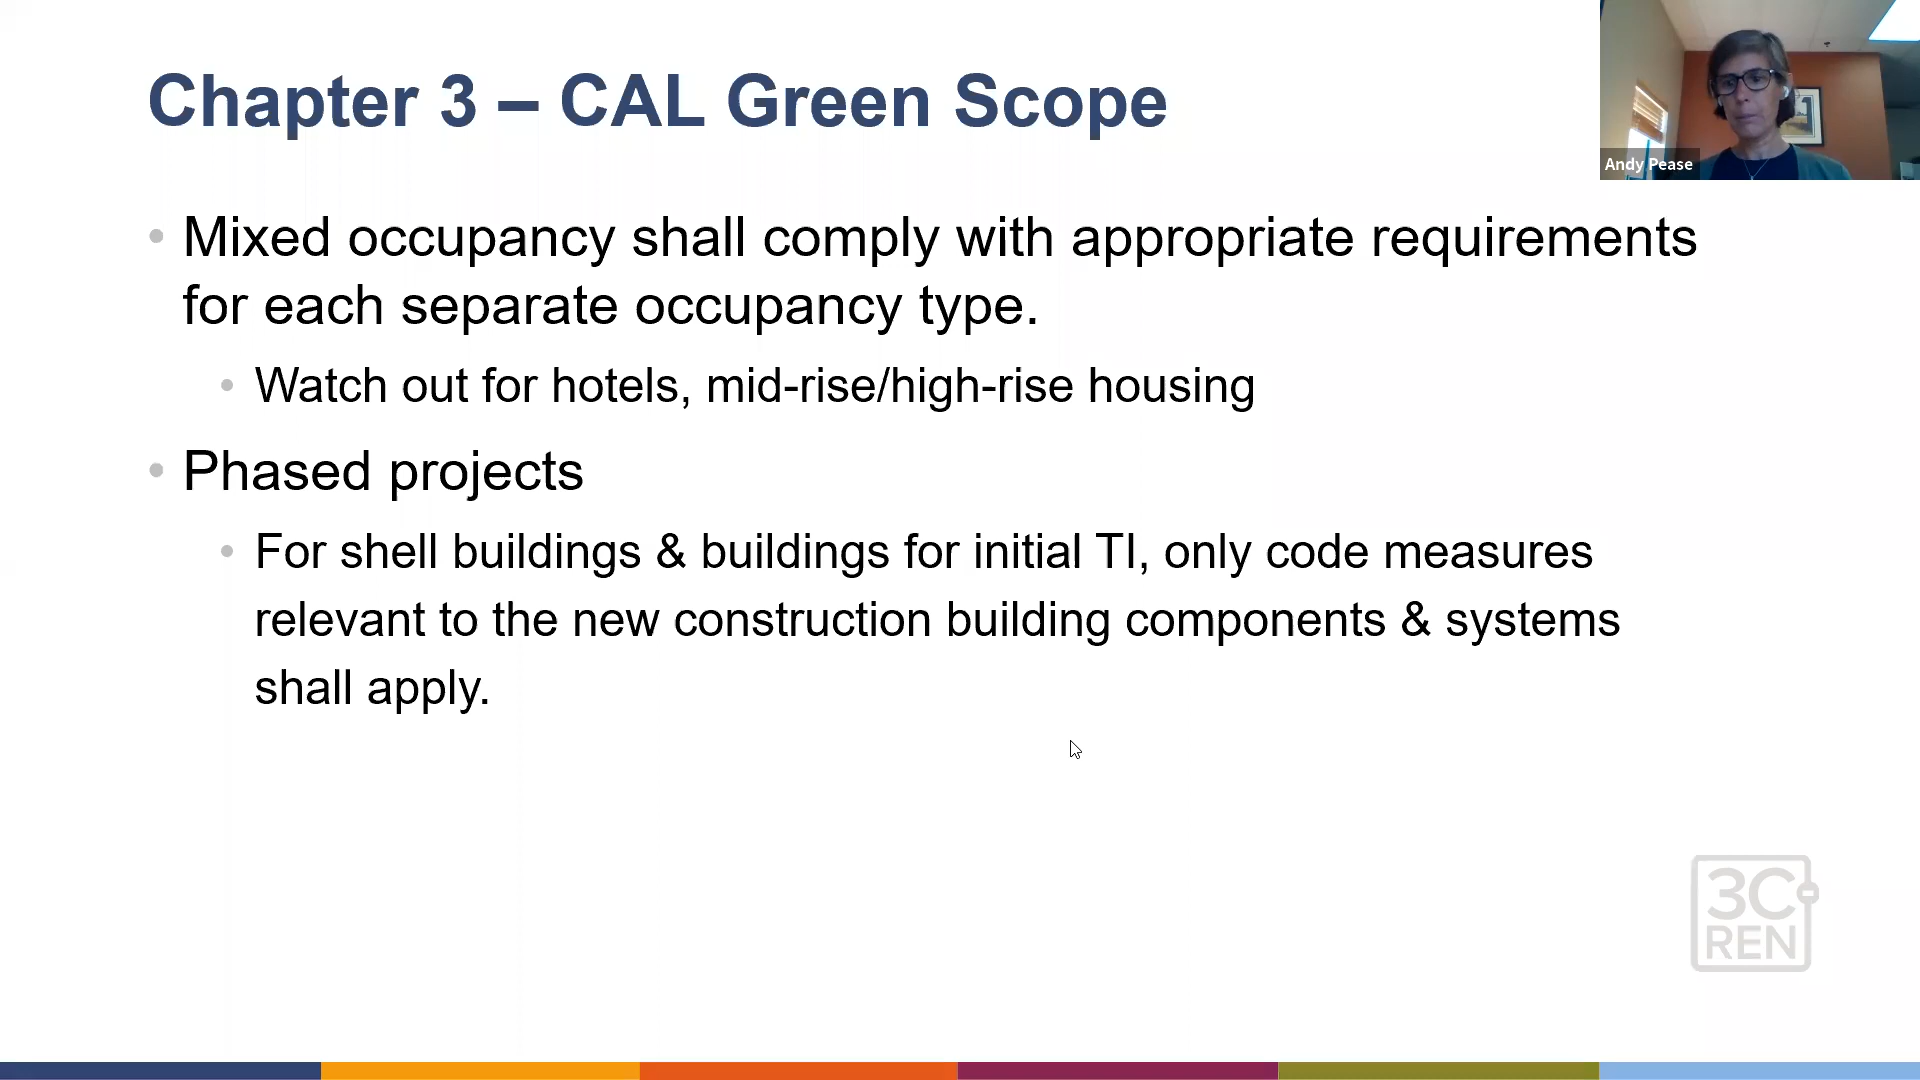 Chapter 3 – CAL Green Scope
Andy Pease
• Mixed occupancy shall comply with appropriate requirements
for each separate occupancy type.
• Watch out for hotels, mid-rise/high-rise housing
• Phased projects
• For shell buildings & buildings for initial TI, only code measures
relevant to the new construction building components & systems
shall apply.
3C
REN